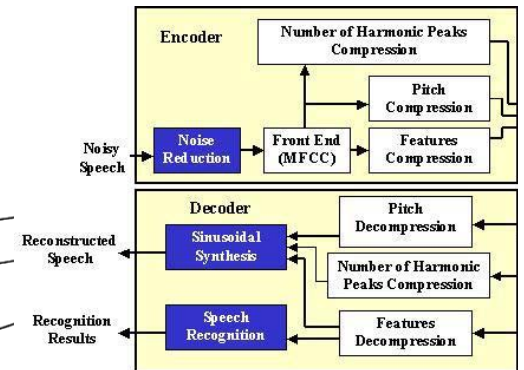 Encoder
Number of Harmonic Peaks
Compression
Pitch
Compression
Noisy
Speech
Noise
Reduction
Front End
(MFCC)
Features
Compression
Decoder
Pitch
Decompression
Reconstructed
Speech
Sinusoidal
Synthesis
Number of Harmonic
Peaks Compression
Recognition
Results
Speech
Recognition
Features
Decompression